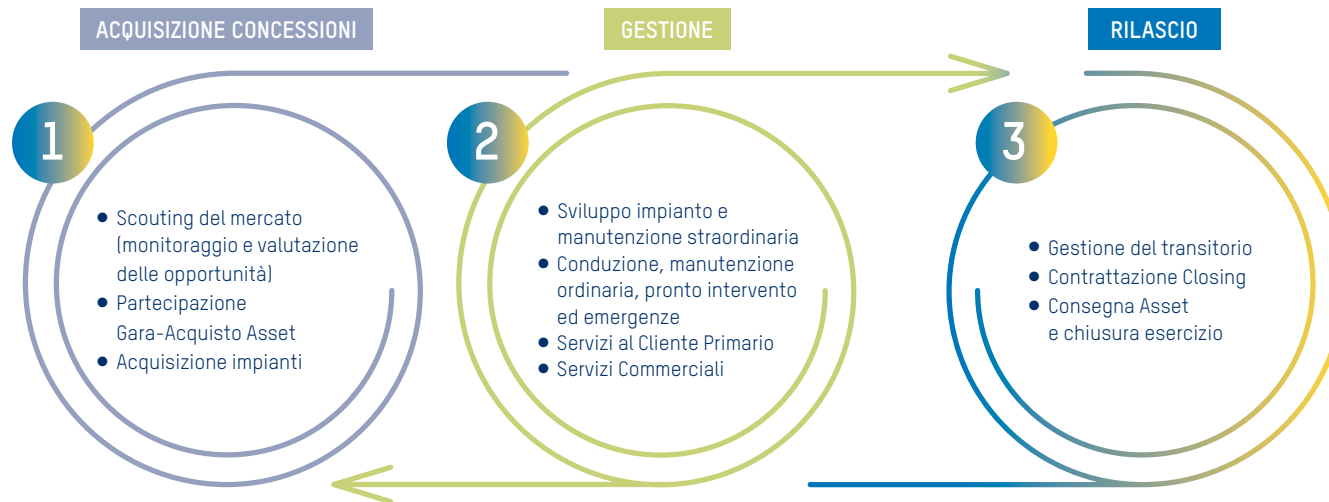 ACQUISIZIONE CONCESSIONI
1
● Scouting del mercato
(monitoraggio e valutazione
delle opportunità)
● Partecipazione
Gara-Acquisto Asset
● Acquisizione impianti
GESTIONE
2
● Sviluppo impianto e
manutenzione straordinaria
● Conduzione, manutenzione
ordinaria, pronto intervento
ed emergenze
● Servizi al Cliente Primario
● Servizi Commerciali
RILASCIO
3
● Gestione del transitorio
● Contrattazione Closing
● Consegna Asset
e chiusura esercizio